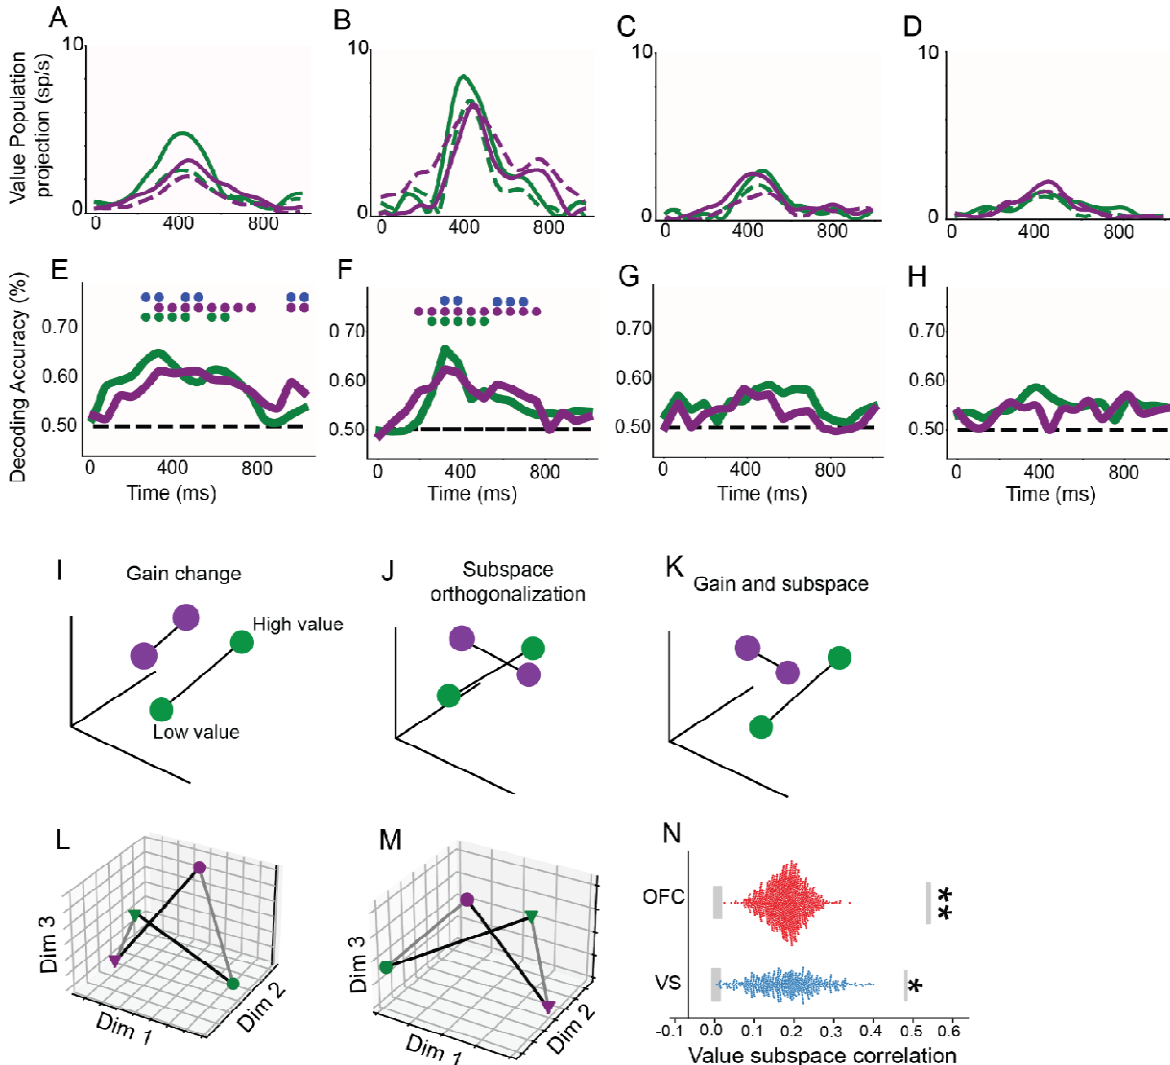 A
B
C
D
Value Population
projection (sp/s)
10
0
0
400
800
10
0
0
400
800
10
0
0
400
800
10
0
0
400
800
E
F
G
H
Decoding Accuracy (%)
0.70
0.60
0.50
0
400
800
Time (ms)
0.70
0.60
0.50
0
400
800
Time (ms)
0.70
0.60
0.50
0
400
800
Time (ms)
0.70
0.60
0.50
0
400
800
Time (ms)
I
Gain change
High value
Low value
J
Subspace
orthogonalization
K
Gain and subspace
L
Dim 3
Dim 1
Dim 2
M
Dim 3
Dim 1
Dim 2
N
OFC
**
VS
*
-0.1 0.0 0.1 0.2 0.3 0.4 0.5 0.6
Value subspace correlation